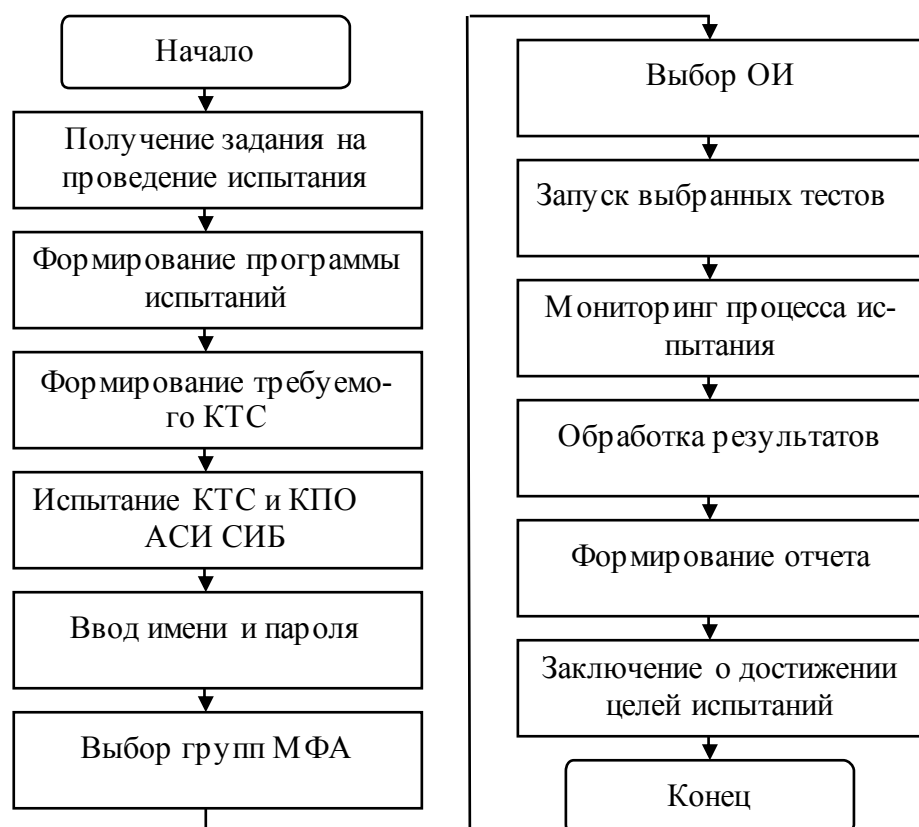 Начало
Получение задания на
проведение испытания
Формирование программы
испытаний
Формирование требуемо-
го КТС
Испытание КТС и КПО
АСИ СИБ
Ввод имени и пароля
Выбор групп МФА
Выбор ОИ
Запуск выбранных тестов
Мониторинг процесса ис-
пытания
Обработка результатов
Формирование отчета
Заключение о достижении
целей испытаний
Конец